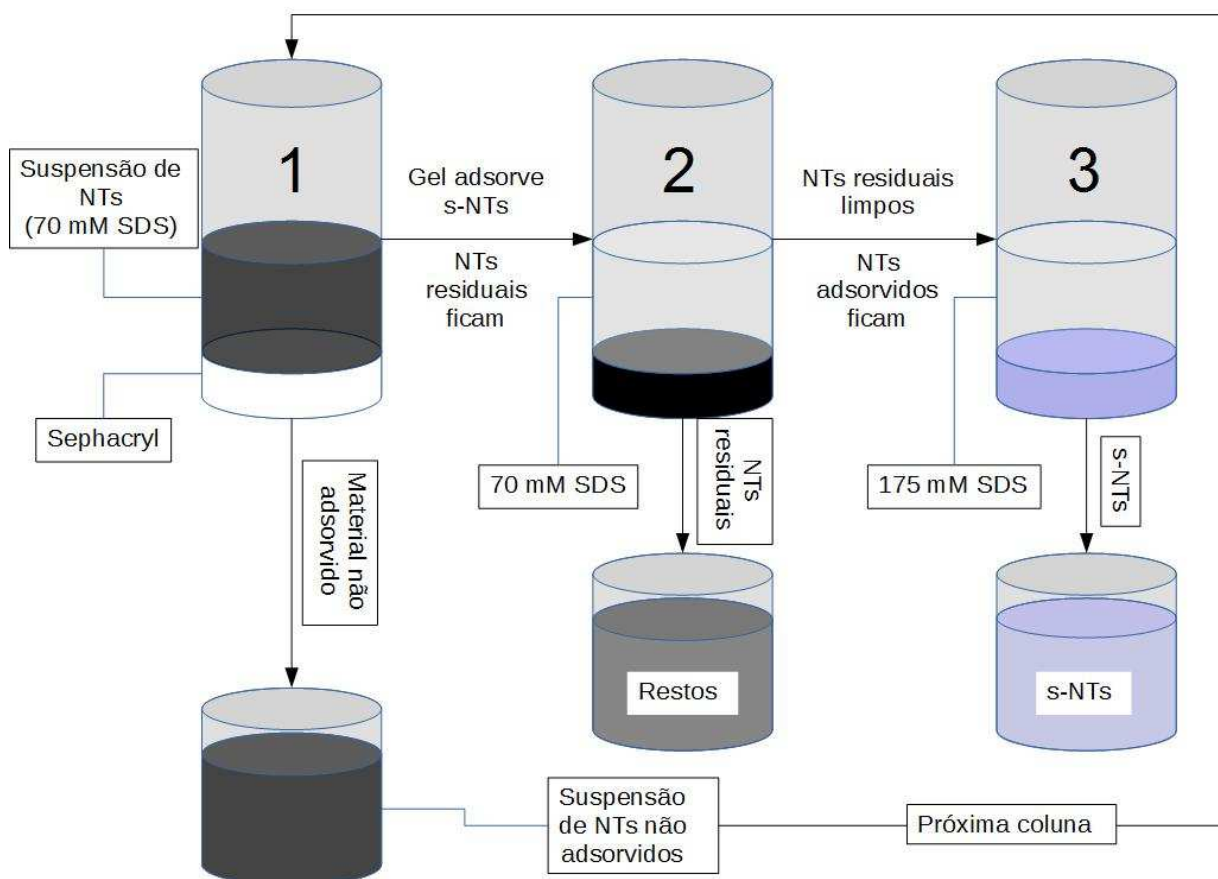 1
2
3
Suspensão de
NTs
(70 mM SDS)
Gel adsorve
s-NTs
NTs
residuais
ficam
NTs residuais
limpos
NTs
adsorvidos
ficam
Sephacryl
70 mM SDS
175 mM SDS
Material não
adsorvido
NTs
residuais
s-NTs
Restos
s-NTs
Suspensão
de NTs não
adsorvidos
Próxima coluna